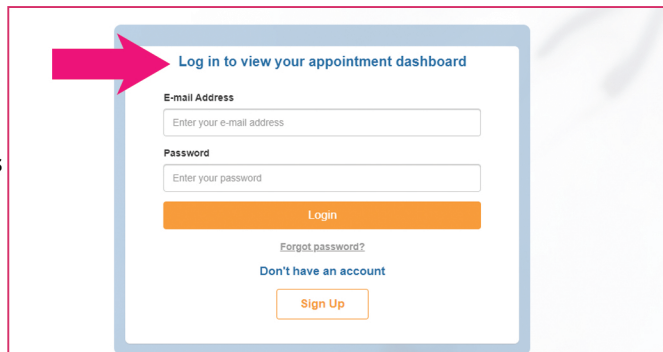 Log in to view your appointment dashboard
E-mail Address
Enter your e-mail address
Password
Enter your password
Login
Forgot password?
Don't have an account
Sign Up